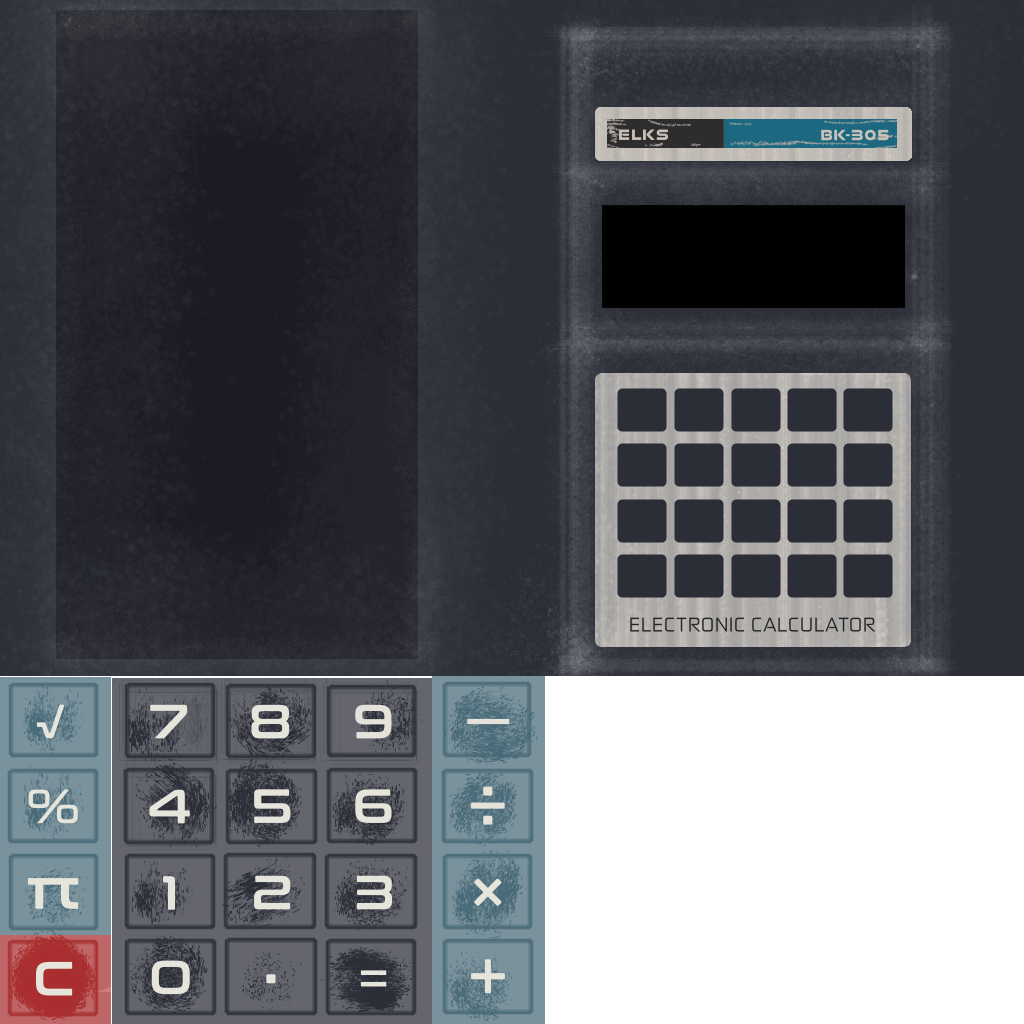 ELKS BK-305
ELECTRONIC CALCULATOR
√ 7 8 9 —
% 4 5 6 ÷
π 1 2 3 ×
C 0 . = +